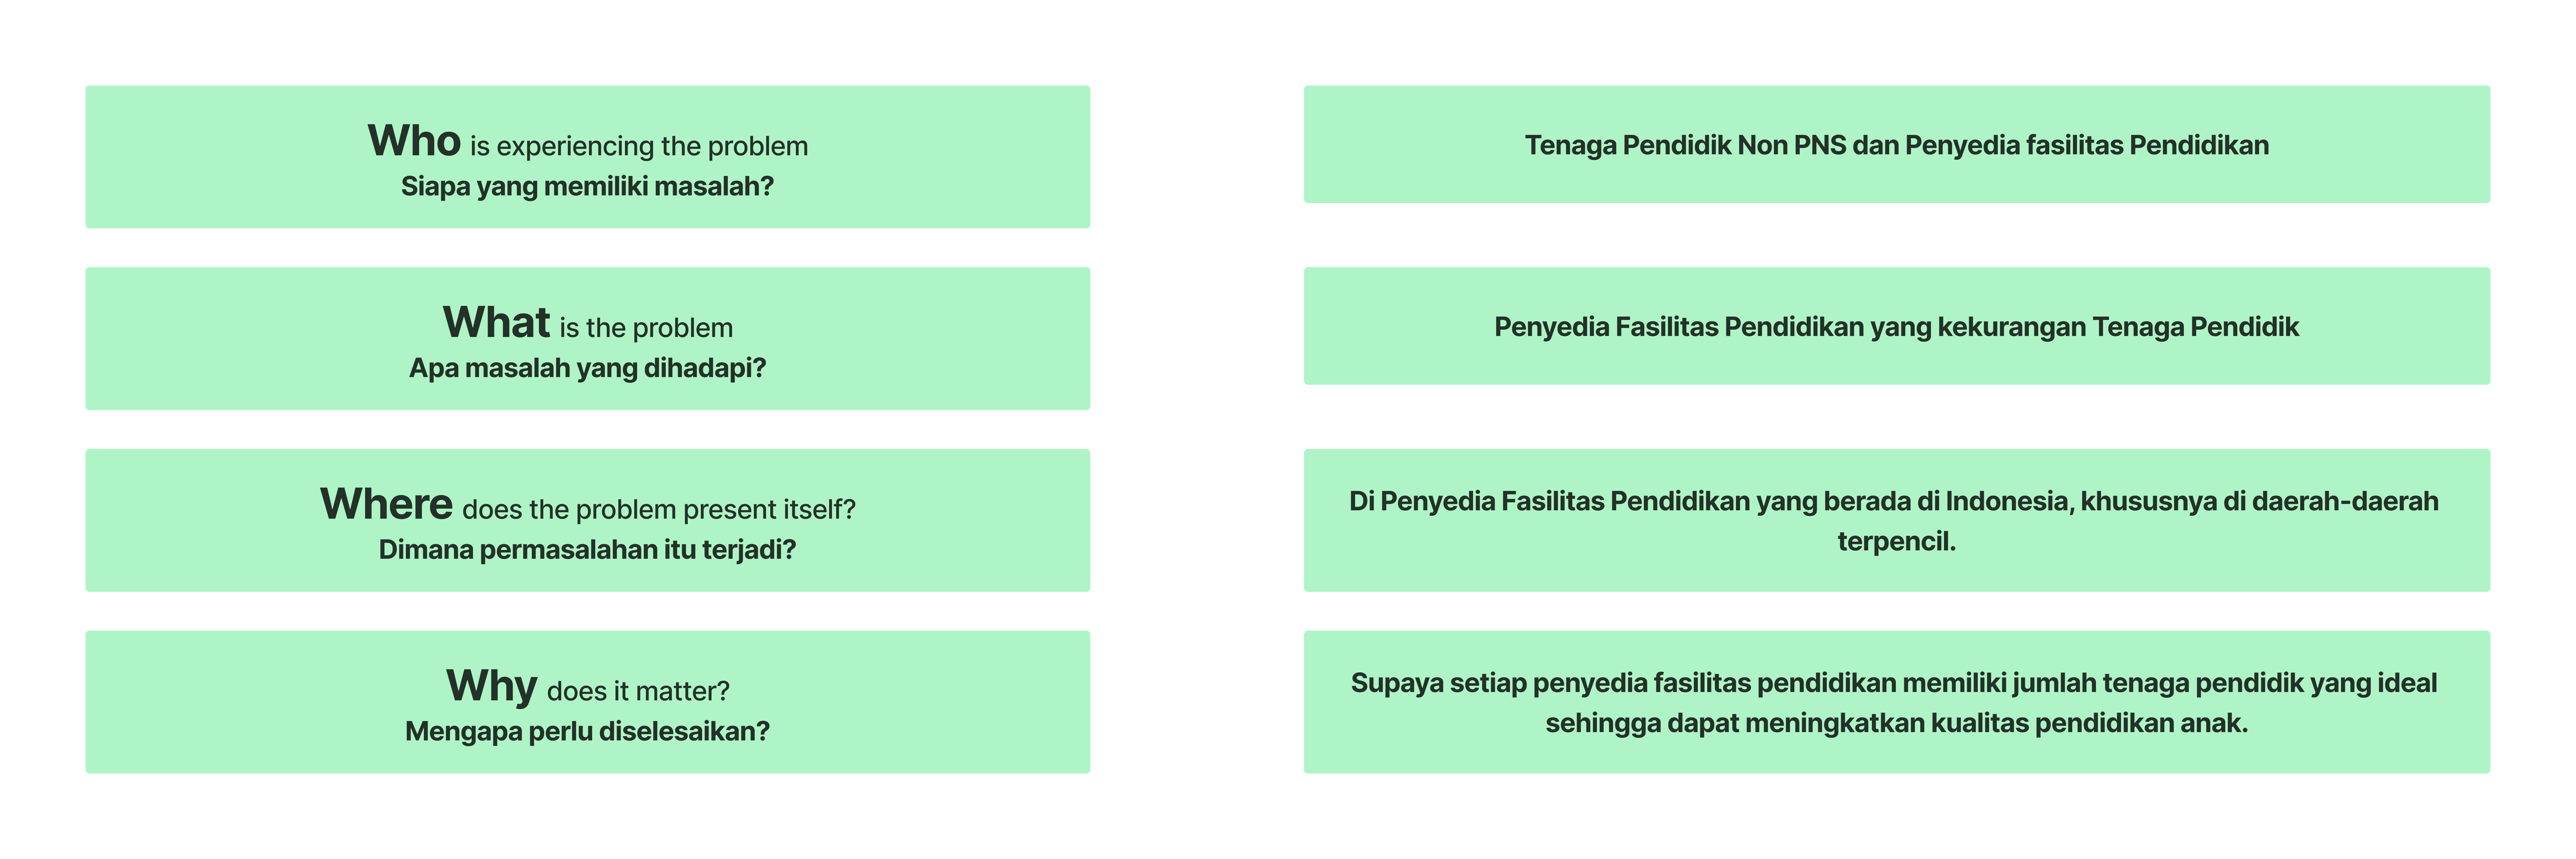 Who is experiencing the problem
Siapa yang memiliki masalah?
Tenaga Pendidik Non PNS dan Penyedia fasilitas Pendidikan
What is the problem
Apa masalah yang dihadapi?
Penyedia Fasilitas Pendidikan yang kekurangan Tenaga Pendidik
Where does the problem present itself?
Dimana permasalahan itu terjadi?
Di Penyedia Fasilitas Pendidikan yang berada di Indonesia, khususnya di daerah-daerah
terpencil.
Why does it matter?
Mengapa perlu diselesaikan?
Supaya setiap penyedia fasilitas pendidikan memiliki jumlah tenaga pendidik yang ideal
sehingga dapat meningkatkan kualitas pendidikan anak.